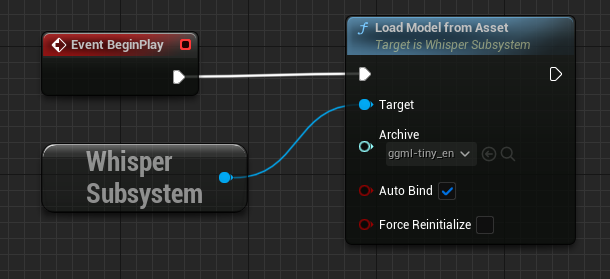 Event BeginPlay
Load Model from Asset
Target is Whisper Subsystem
Target
Archive
ggml-tiny_en
Whisper
Subsystem
Auto Bind
Force Reinitialize